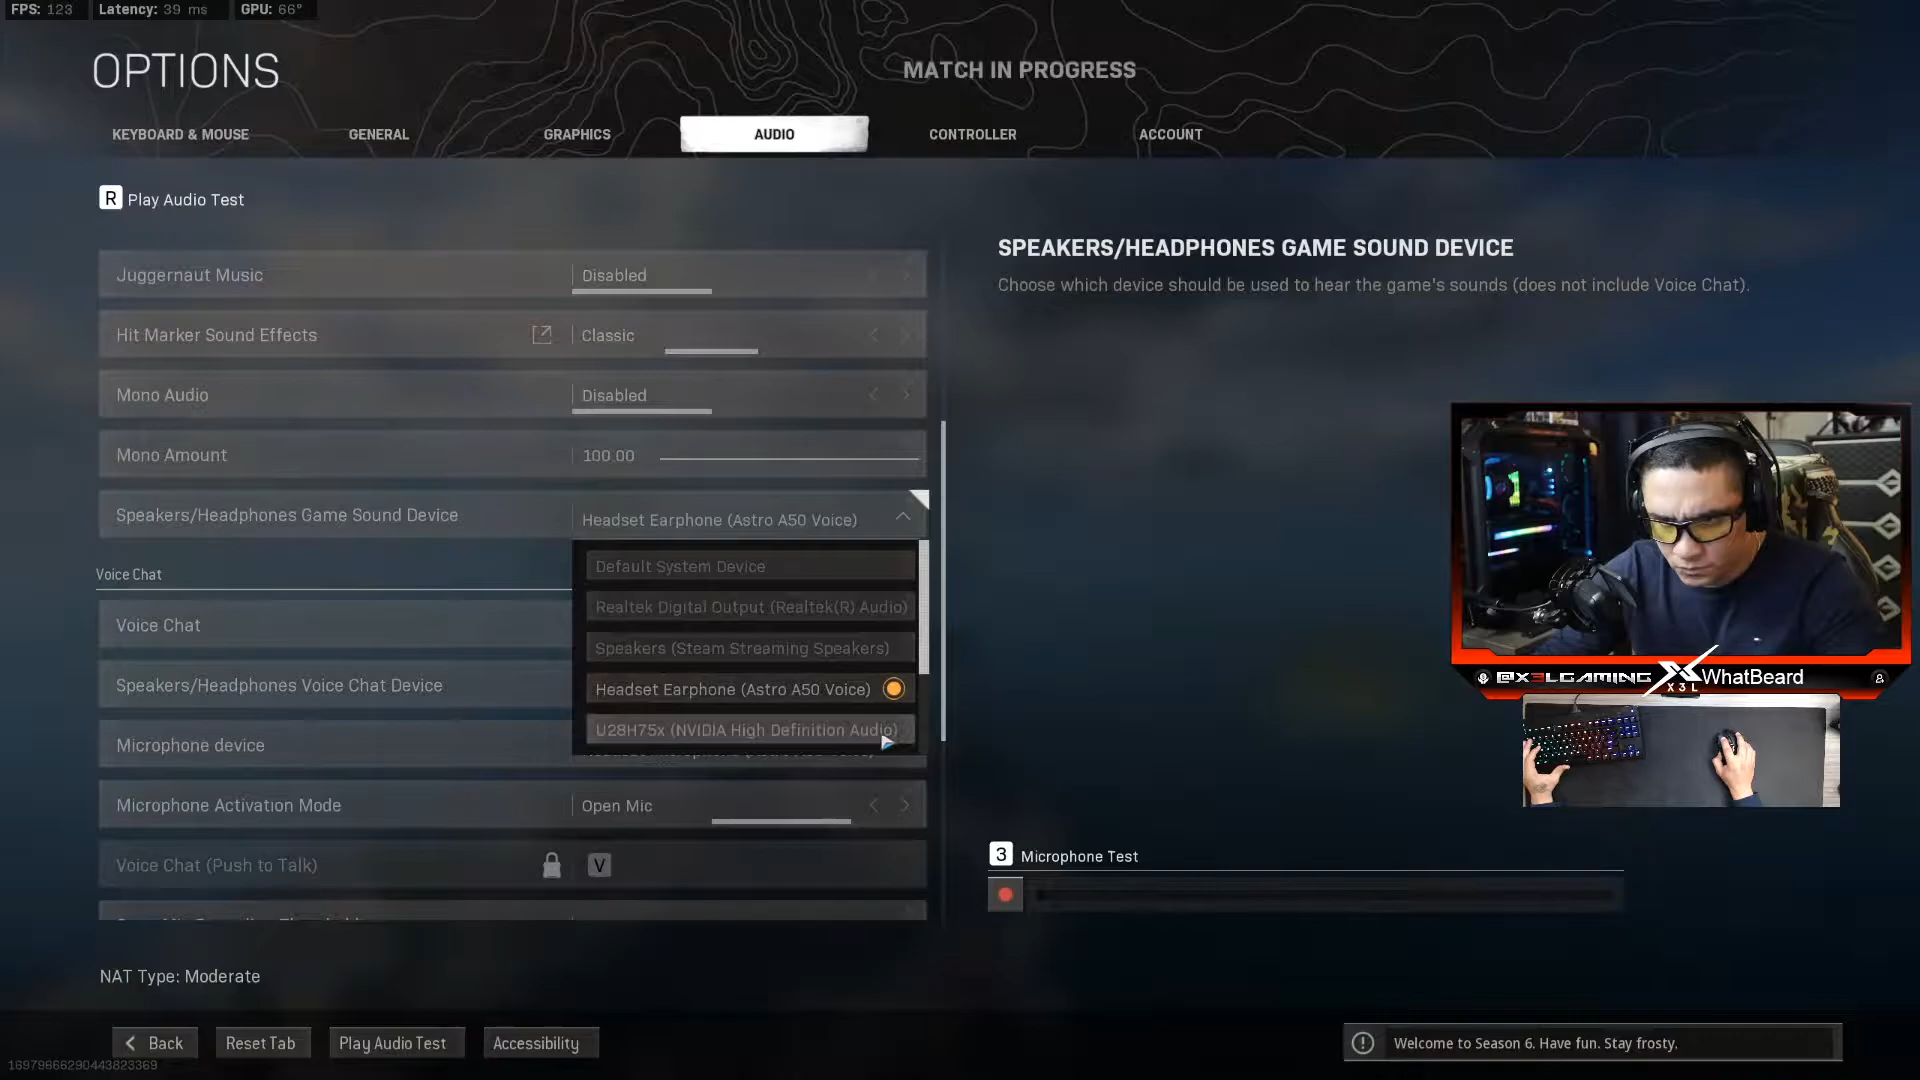 FPS: 123 Latency: 39 ms GPU: 66°
OPTIONS
MATCH IN PROGRESS
KEYBOARD & MOUSE GENERAL GRAPHICS AUDIO CONTROLLER ACCOUNT
R Play Audio Test
SPEAKERS/HEADPHONES GAME SOUND DEVICE
Choose which device should be used to hear the game's sounds (does not include Voice Chat).
Juggernaut Music Disabled
Hit Marker Sound Effects Classic
Mono Audio Disabled
Mono Amount 100.00
Speakers/Headphones Game Sound Device Headset Earphone (Astro A50 Voice)
Default System Device
Realtek Digital Output (Realtek(R) Audio)
Speakers (Steam Streaming Speakers)
Headset Earphone (Astro A50 Voice)
U28H75x (NVIDIA High Definition Audio)
Voice Chat
Voice Chat
Speakers/Headphones Voice Chat Device
Microphone device
Microphone Activation Mode Open Mic
Voice Chat (Push to Talk) V
@X3LGAMING X3L WhatBeard
3 Microphone Test
NAT Type: Moderate
Back Reset Tab Play Audio Test Accessibility
Welcome to Season 6. Have fun. Stay frosty.
16979666290443823369